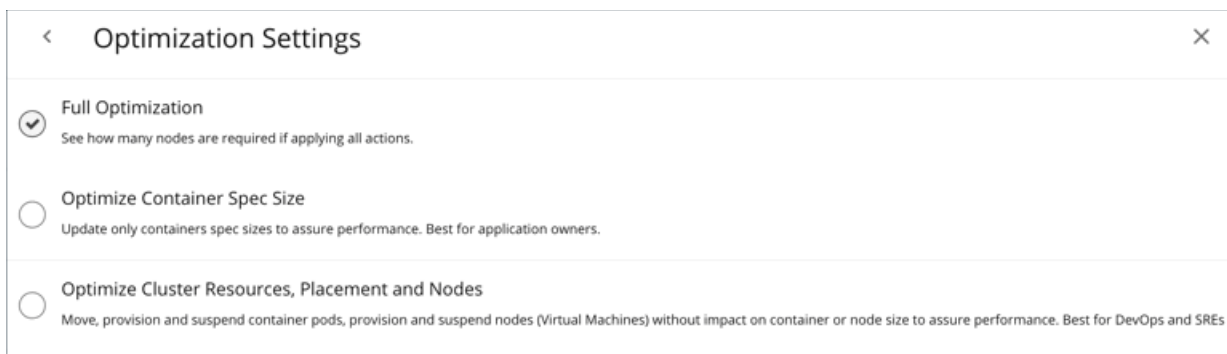 Optimization Settings
Full Optimization
See how many nodes are required if applying all actions.
Optimize Container Spec Size
Update only containers spec sizes to assure performance. Best for application owners.
Optimize Cluster Resources, Placement and Nodes
Move, provision and suspend container pods, provision and suspend nodes (Virtual Machines) without impact on container or node size to assure performance. Best for DevOps and SREs